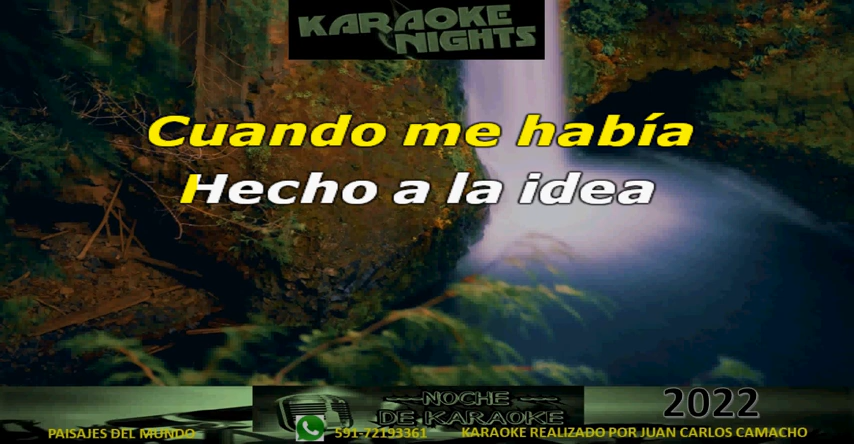 KARAOKE
NIGHTS
Cuando me había
Hecho a la idea
NOCHE
DE KARAOKE
2022
PAISAJES DEL MUNDO
591-72193361
KARAOKE REALIZADO POR JUAN CARLOS CAMACHO